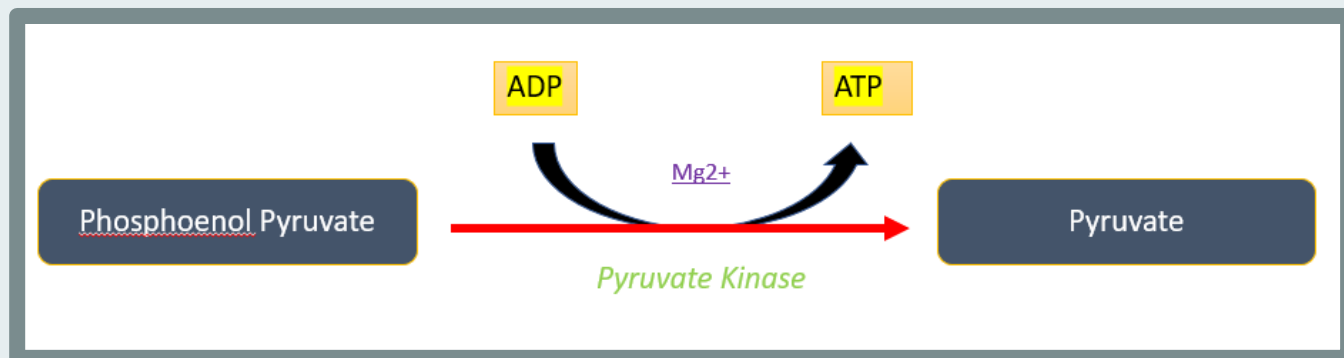 ADP
ATP
Mg2+
Phosphoenol Pyruvate
Pyruvate
Pyruvate Kinase